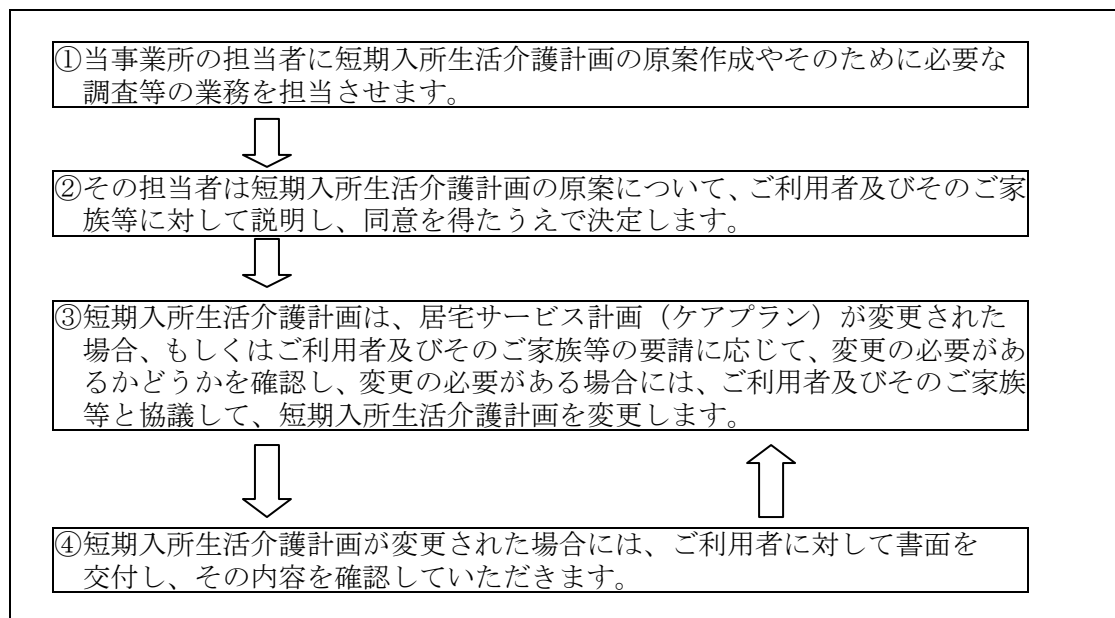 ①当事業所の担当者に短期入所生活介護計画の原案作成やそのために必要な
調査等の業務を担当させます。
②その担当者は短期入所生活介護計画の原案について、ご利用者及びそのご家
族等に対して説明し、同意を得たうえで決定します。
③短期入所生活介護計画は、居宅サービス計画（ケアプラン）が変更された
場合、もしくはご利用者及びそのご家族等の要請に応じて、変更の必要があ
るかどうかを確認し、変更の必要がある場合には、ご利用者及びそのご家族
等と協議して、短期入所生活介護計画を変更します。
④短期入所生活介護計画が変更された場合には、ご利用者に対して書面を
交付し、その内容を確認していただきます。